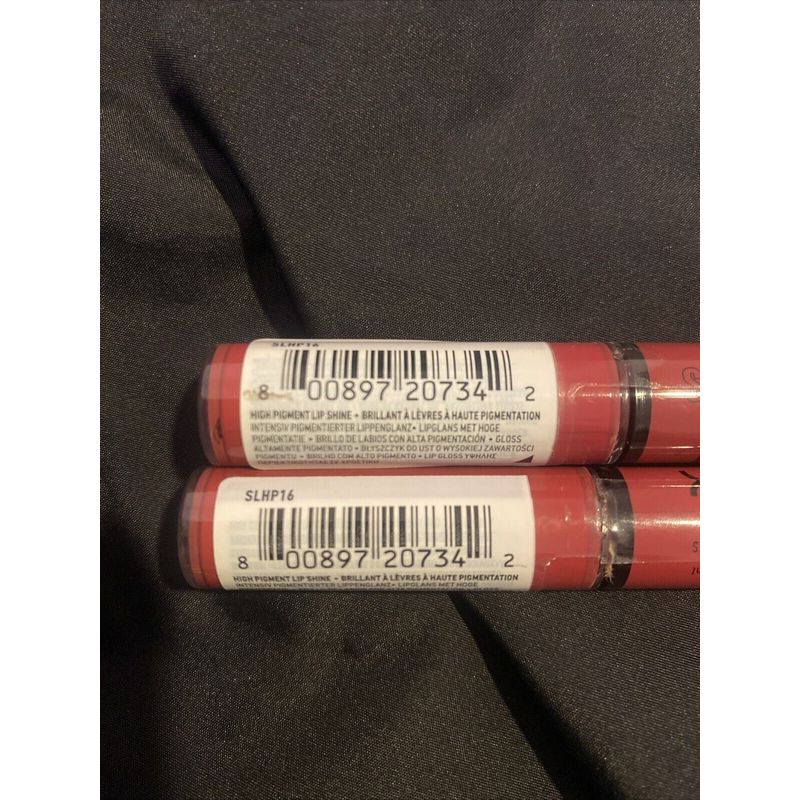 SLHP16
8 00897 20734 2
HIGH PIGMENT LIP SHINE • BRILLANT À LÈVRES À HAUTE PIGMENTATION
INTENSIV PIGMENTIERTER LIPPENGLANZ• LIPGLANS MET HOGE
PIGMENTATIE • BRILLO DE LABIOS CON ALTA PIGMENTACIÓN • GLOSS
ALTAMENTE PIGMENTATO • BŁYSZCZYK DO UST O WYSOKIEJ ZAWARTOŚCI
PIGMENTU • BRILHO COM ALTO PIGMENTO • LIP GLOSS ΥΨΗΛΗΣ
SLHP16
8 00897 20734 2
HIGH PIGMENT LIP SHINE • BRILLANT À LÈVRES À HAUTE PIGMENTATION
INTENSIV PIGMENTIERTER LIPPENGLANZ• LIPGLANS MET HOGE